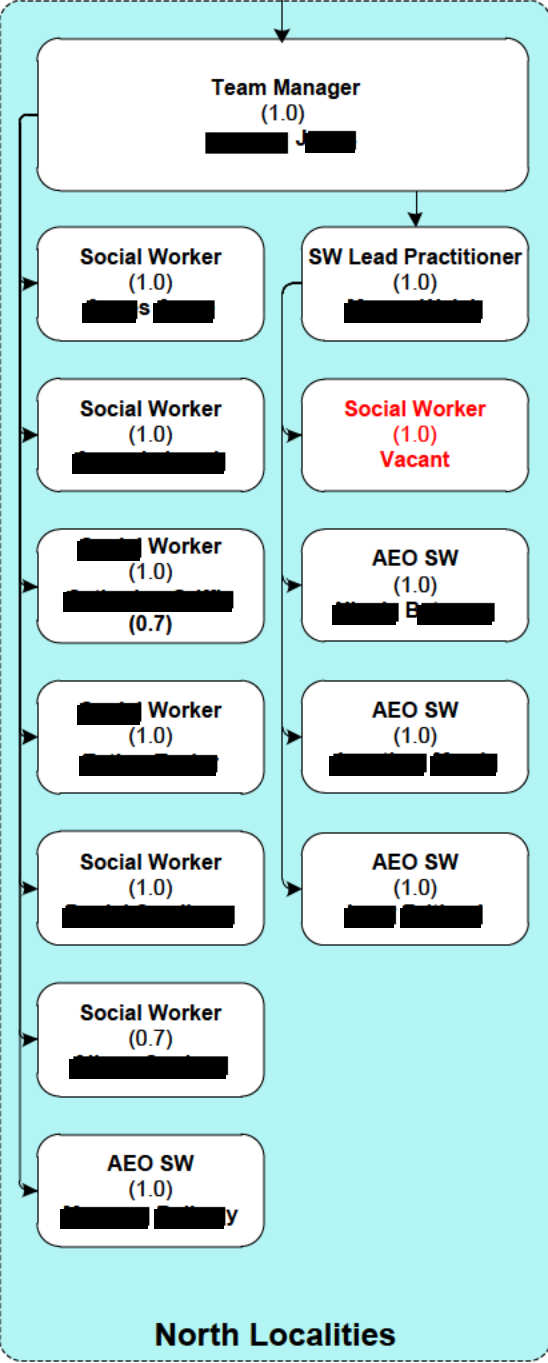 Team Manager
(1.0)
Social Worker
(1.0)
SW Lead Practitioner
(1.0)
Social Worker
(1.0)
Social Worker
(1.0)
Vacant
Worker
(1.0)
(0.7)
AEO SW
(1.0)
Worker
(1.0)
AEO SW
(1.0)
Social Worker
(1.0)
AEO SW
(1.0)
Social Worker
(0.7)
AEO SW
(1.0)
North Localities